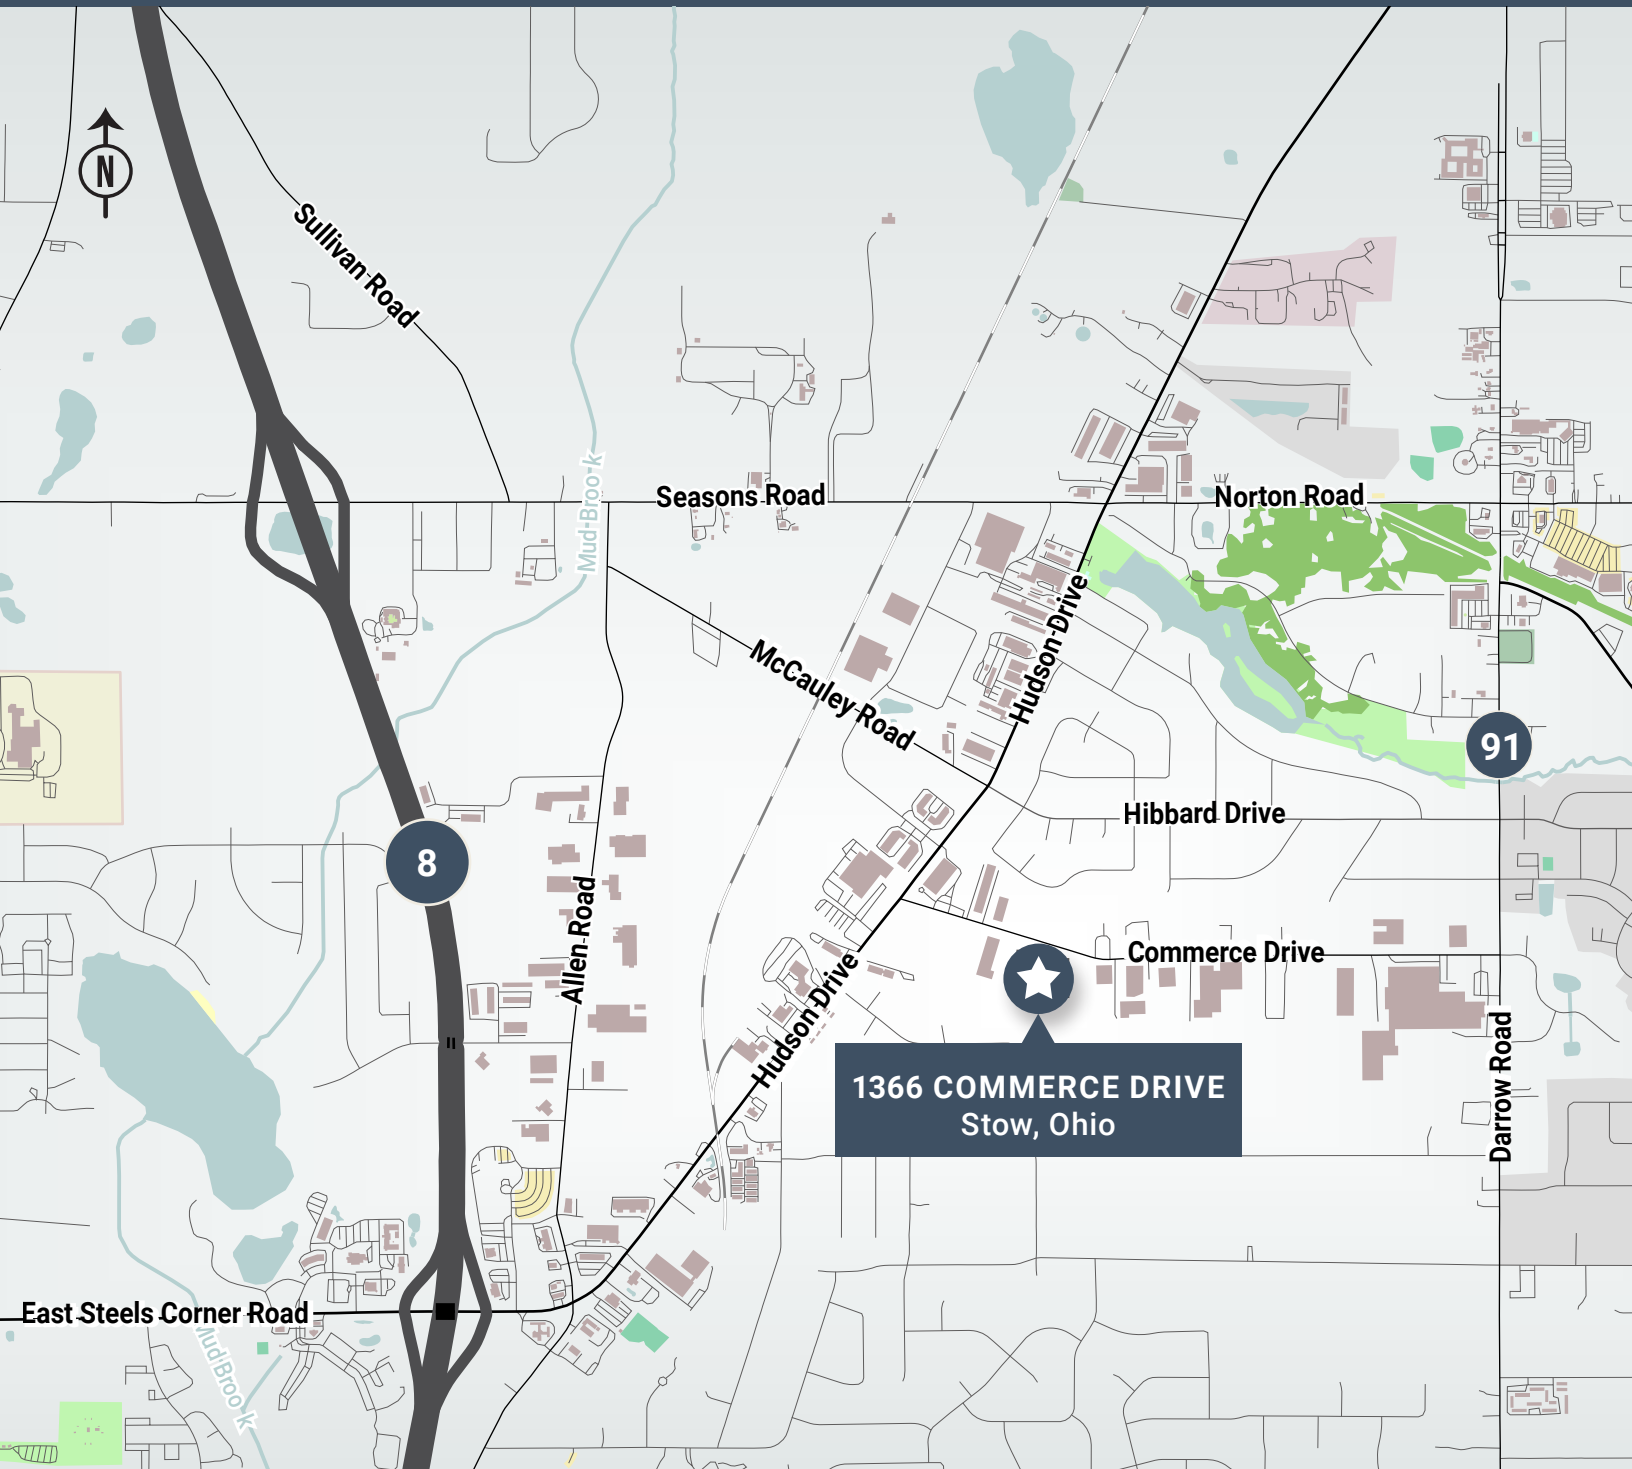 N
Sullivan Road
Mud Brook
Seasons Road
Norton Road
Hudson Drive
McCauley Road
91
Hibbard Drive
8
Allen Road
Commerce Drive
Hudson Drive
1366 COMMERCE DRIVE
Stow, Ohio
Darrow Road
East Steels Corner Road
Mud Brook